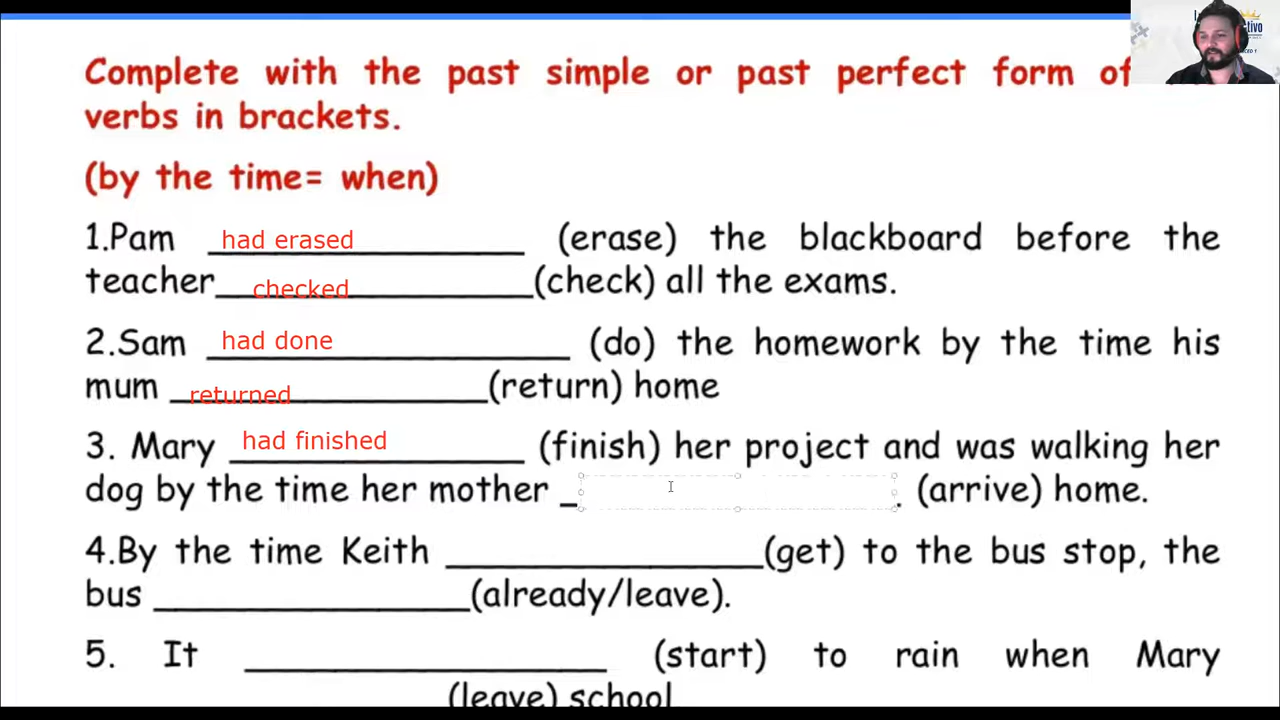 Complete with the past simple or past perfect form of
verbs in brackets.
(by the time= when)
1.Pam had erased (erase) the blackboard before the
teacher checked (check) all the exams.
2.Sam had done (do) the homework by the time his
mum returned (return) home
3. Mary had finished (finish) her project and was walking her
dog by the time her mother _ . (arrive) home.
4.By the time Keith ____________ (get) to the bus stop, the
bus ____________ (already/leave).
5. It ____________ (start) to rain when Mary
(leave) school